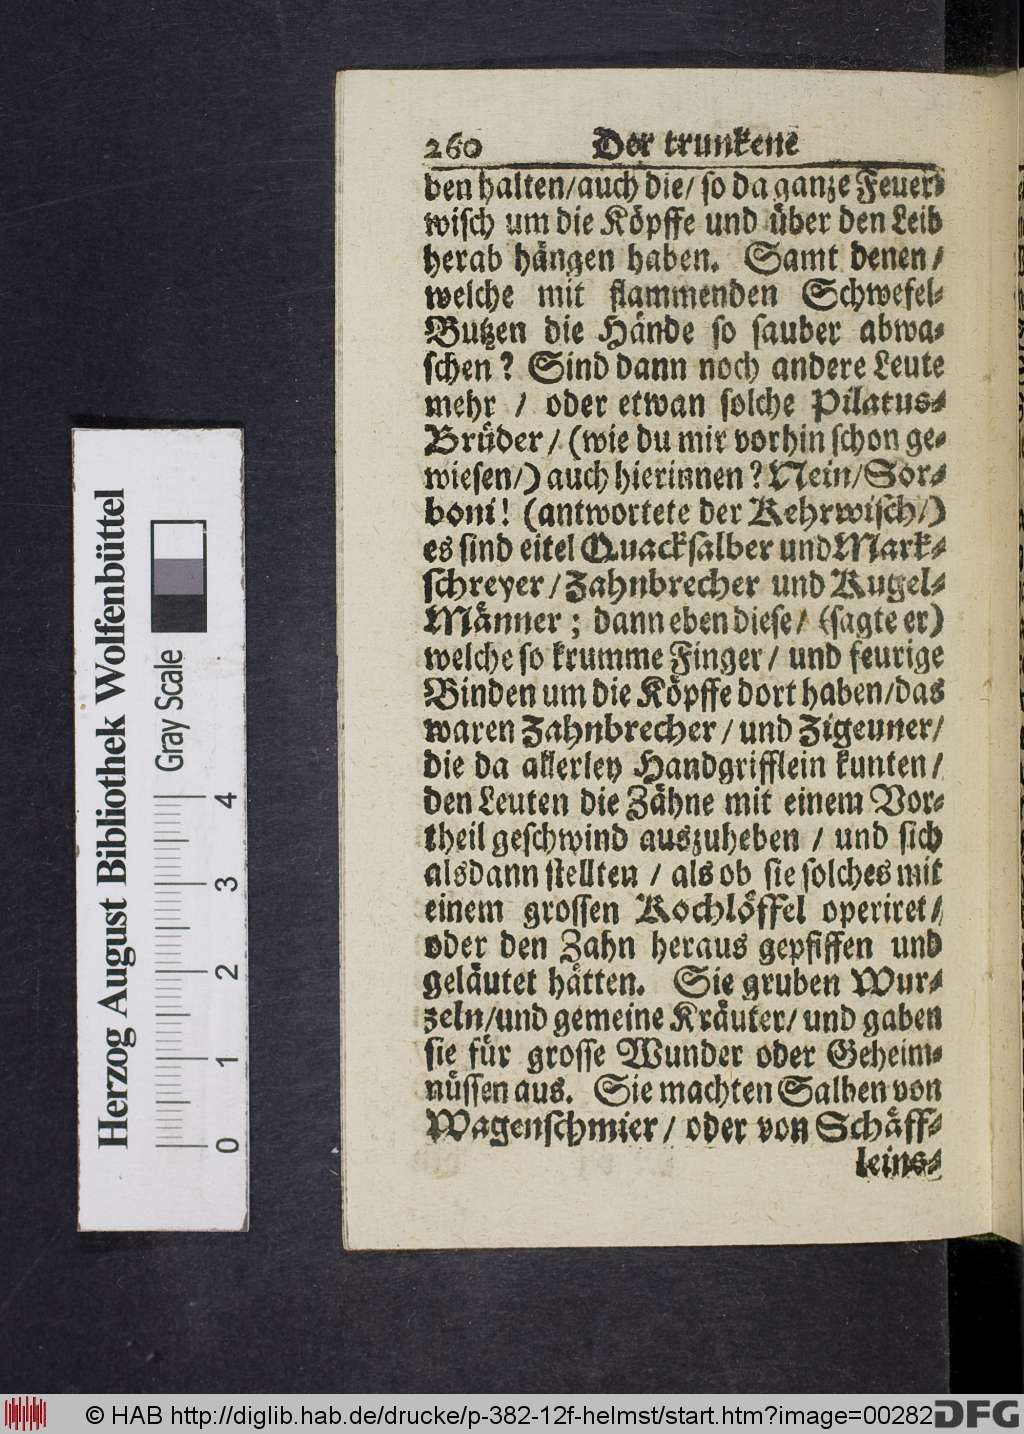 260 Der trunkene
ben halten/auch die/ so da ganze Feuer-
wisch um die Köpffe und über den Leib
herab hängen haben. Samt denen/
welche mit flammenden Schwefel-
Butzen die Hände so sauber abwa-
schen? Sind dann noch andere Leute
mehr / oder etwan solche Pilatus-
Brüder/ (wie du mir vorhin schon ge-
wiesen/) auch hierinnen? Nein/Sor-
boni! (antwortete der Kehrwisch/)
es sind eitel Quacksalber und Mark-
schreyer/Zahnbrecher und Kugel-
Männer; dann eben diese/ (sagte er)
welche so krumme Finger/ und feurige
Binden um die Köpffe dort haben/das
waren Zahnbrecher/ und Zigeuner/
die da allerley Handgrifflein kunten/
den Leuten die Zähne mit einem Vor-
theil geschwind auszuheben / und sich
alsdann stellten / als ob sie solches mit
einem grossen Kochlöffel operiret/
oder den Zahn heraus gepfiffen und
geläutet hätten. Sie gruben Wur-
zeln/und gemeine Kräuter/ und gaben
sie für grosse Wunder oder Geheim-
nüssen aus. Sie machten Salben von
Wagenschmier/ oder von Schäff-
leins-
Herzog August Bibliothek Wolfenbüttel
Gray Scale
0 1 2 3 4
© HAB http://diglib.hab.de/drucke/p-382-12f-helmst/start.htm?image=00282
DFG